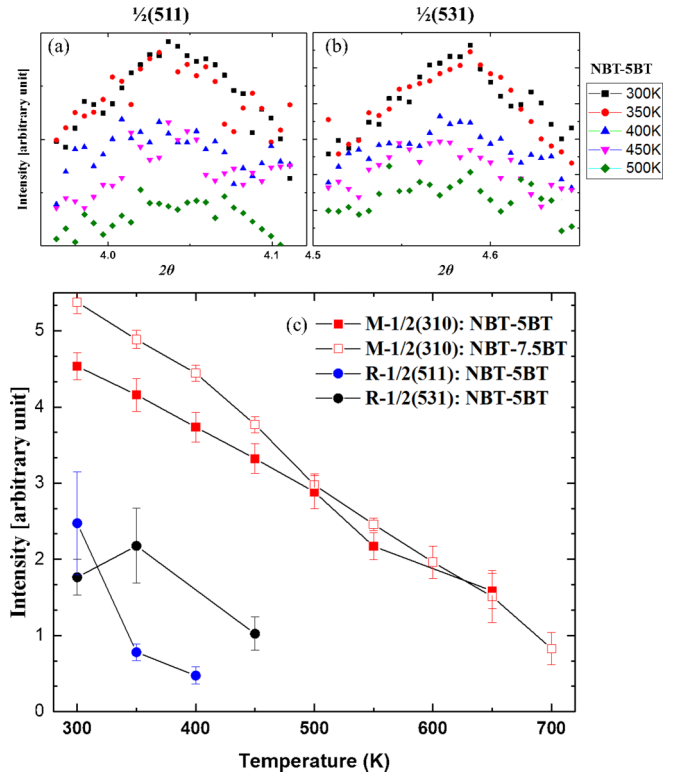 ½(511)
½(531)
(a)
(b)
NBT-5BT
300K
350K
400K
450K
500K
Intensity [arbitrary unit]
4.0
4.1
4.5
4.6
2θ
2θ
(c)
M-1/2(310): NBT-5BT
M-1/2(310): NBT-7.5BT
R-1/2(511): NBT-5BT
R-1/2(531): NBT-5BT
Intensity [arbitrary unit]
5
4
3
2
1
0
300
400
500
600
700
Temperature (K)